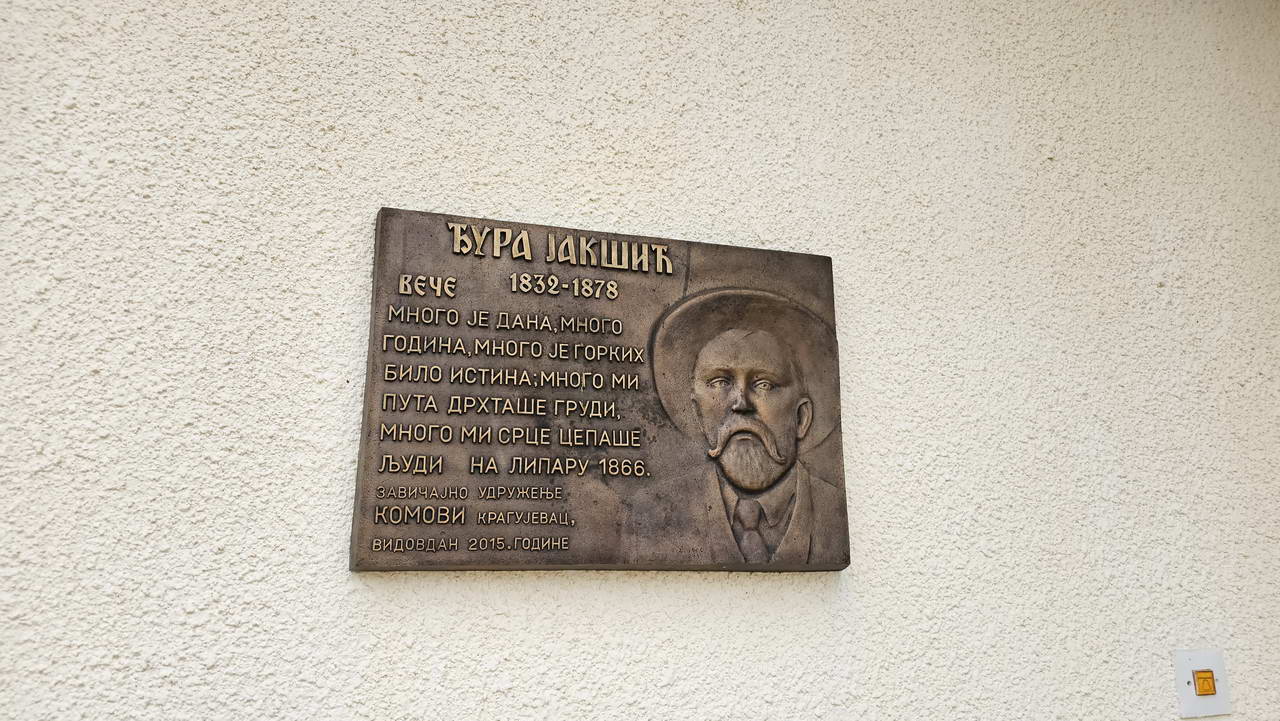 ЂУРА ЈАКШИЋ
1832-1878
ВЕЧЕ
МНОГО ЈЕ ДАНА, МНОГО
ГОДИНА, МНОГО ЈЕ ГОРКИХ
БИЛО ИСТИНА; МНОГО МИ
ПУТА ДРХТАШЕ ГРУДИ,
МНОГО МИ СРЦЕ ЦЕПАШЕ
ЉУДИ НА ЛИПАРУ 1866.
ЗАВИЧАЈНО УДРУЖЕЊЕ
КОМОВИ КРАГУЈЕВАЦ,
ВИДОВДАН 2015. ГОДИНЕ